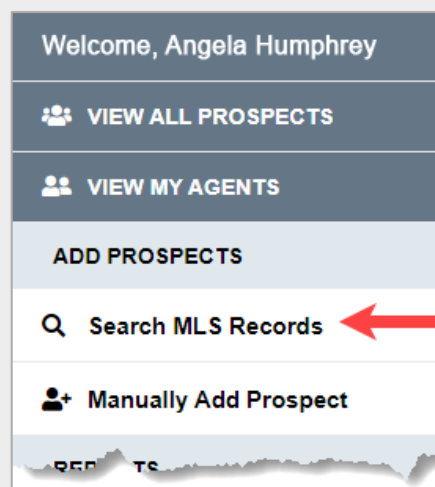 Welcome, Angela Humphrey
VIEW ALL PROSPECTS
VIEW MY AGENTS
ADD PROSPECTS
Search MLS Records
Manually Add Prospect